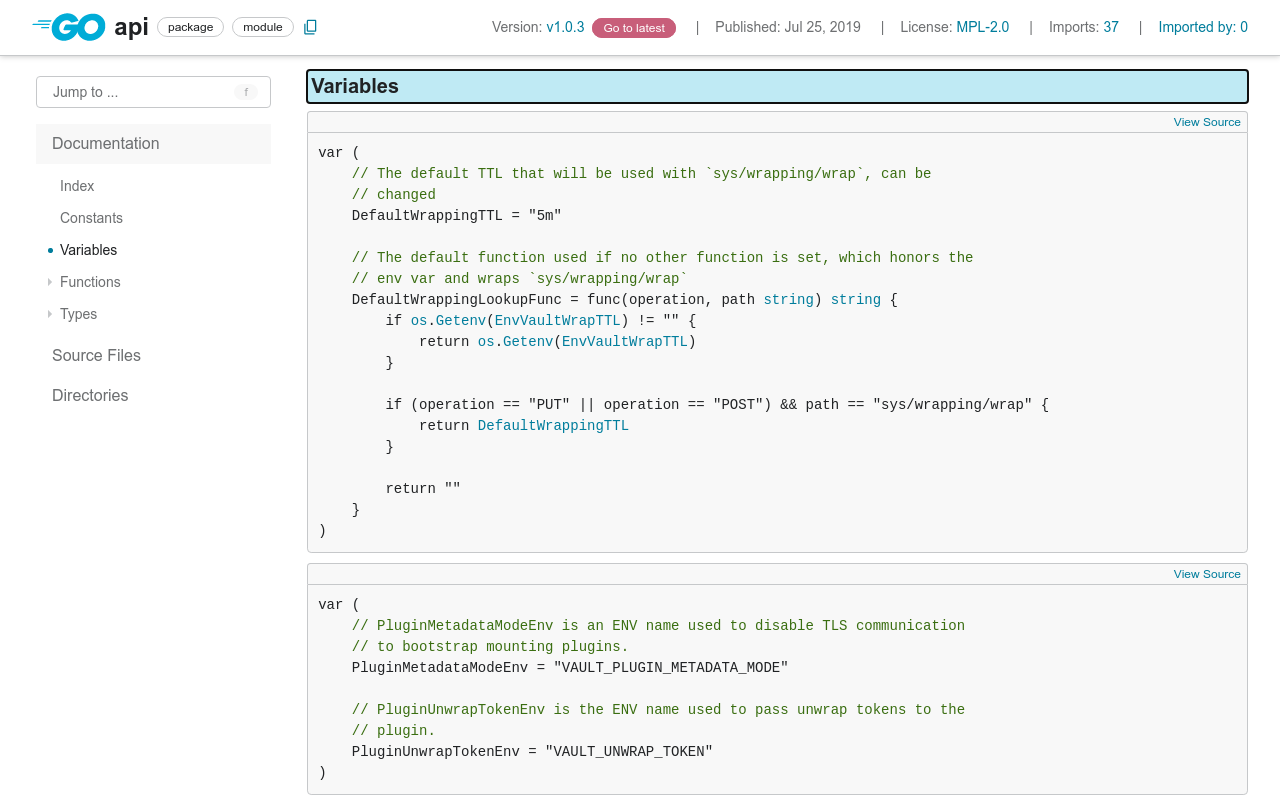 GO api package module Version: v1.0.3 Go to latest | Published: Jul 25, 2019 | License: MPL-2.0 | Imports: 37 | Imported by: 0
Jump to ... f
Documentation
Index
Constants
Variables
Functions
Types
Source Files
Directories
Variables
View Source
var (
    // The default TTL that will be used with `sys/wrapping/wrap`, can be
    // changed
    DefaultWrappingTTL = "5m"

    // The default function used if no other function is set, which honors the
    // env var and wraps `sys/wrapping/wrap`
    DefaultWrappingLookupFunc = func(operation, path string) string {
        if os.Getenv(EnvVaultWrapTTL) != "" {
            return os.Getenv(EnvVaultWrapTTL)
        }

        if (operation == "PUT" || operation == "POST") && path == "sys/wrapping/wrap" {
            return DefaultWrappingTTL
        }

        return ""
    }
)
View Source
var (
    // PluginMetadataModeEnv is an ENV name used to disable TLS communication
    // to bootstrap mounting plugins.
    PluginMetadataModeEnv = "VAULT_PLUGIN_METADATA_MODE"

    // PluginUnwrapTokenEnv is the ENV name used to pass unwrap tokens to the
    // plugin.
    PluginUnwrapTokenEnv = "VAULT_UNWRAP_TOKEN"
)